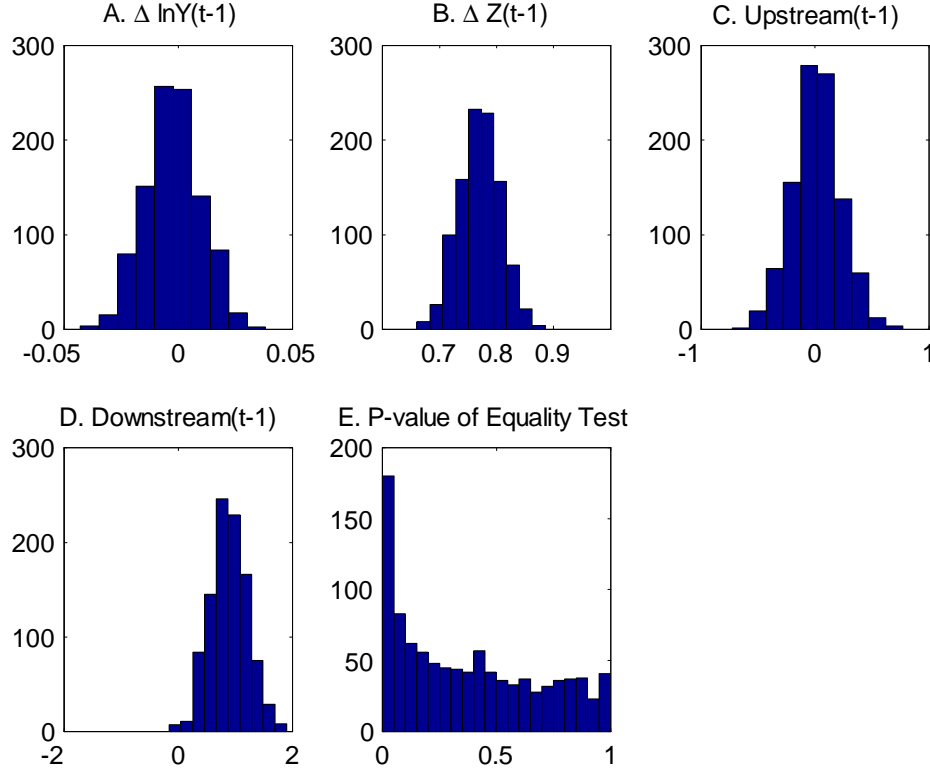 A. Δ lnY(t-1)
300
200
100
0
-0.05 0 0.05
B. Δ Z(t-1)
300
200
100
0
0.7 0.8 0.9
C. Upstream(t-1)
300
200
100
0
-1 0 1
D. Downstream(t-1)
300
200
100
0
-2 0 2
E. P-value of Equality Test
200
150
100
50
0
0 0.5 1